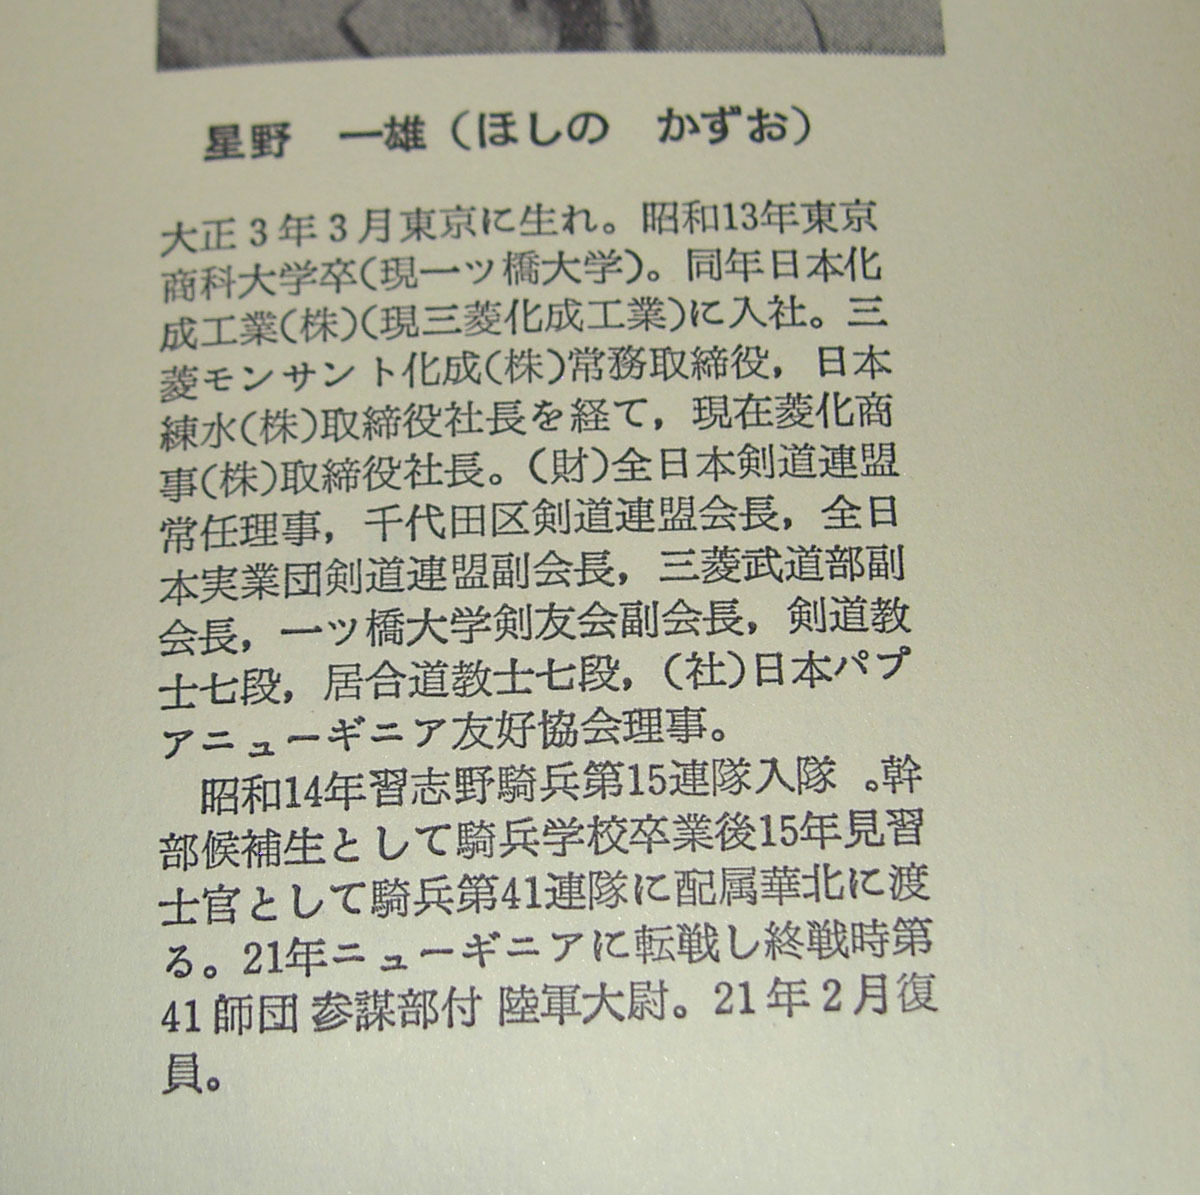 星野　一雄（ほしの　かずお）
大正３年３月東京に生れ。昭和13年東京
商科大学卒(現一ツ橋大学)。同年日本化
成工業(株)(現三菱化成工業)に入社。三
菱モンサント化成(株)常務取締役，日本
練水(株)取締役社長を経て，現在菱化商
事(株)取締役社長。(財)全日本剣道連盟
常任理事，千代田区剣道連盟会長，全日
本実業団剣道連盟副会長，三菱武道部副
会長，一ツ橋大学剣友会副会長，剣道教
士七段，居合道教士七段，(社)日本パプ
アニューギニア友好協会理事。
　昭和14年習志野騎兵第15連隊入隊 。幹
部候補生として騎兵学校卒業後15年見習
士官として騎兵第41連隊に配属華北に渡
る。21年ニューギニアに転戦し終戦時第
41師団 参謀部付 陸軍大尉。21年２月復
員。